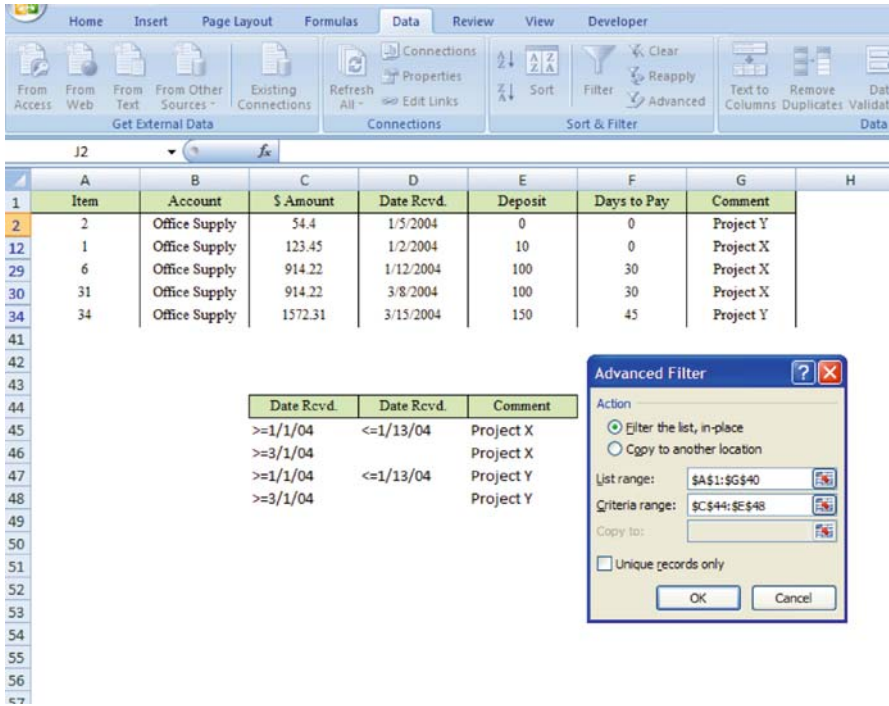 Home Insert Page Layout Formulas Data Review View Developer
From Access
From Web
From Text
From Other Sources
Existing Connections
Refresh All
Connections
Properties
Edit Links
Sort
Filter
Clear
Reapply
Advanced
Text to Columns
Remove Duplicates
Get External Data Connections Sort & Filter Data
J2 fx
A B C D E F G H
1 Item Account $ Amount Date Rcvd. Deposit Days to Pay Comment
2 2 Office Supply 54.4 1/5/2004 0 0 Project Y
12 1 Office Supply 123.45 1/2/2004 10 0 Project X
29 6 Office Supply 914.22 1/12/2004 100 30 Project X
30 31 Office Supply 914.22 3/8/2004 100 30 Project X
34 34 Office Supply 1572.31 3/15/2004 150 45 Project Y
41
42
43
44 Date Rcvd. Date Rcvd. Comment
45 >=1/1/04 <=1/13/04 Project X
46 >=3/1/04 Project X
47 >=1/1/04 <=1/13/04 Project Y
48 >=3/1/04 Project Y
49
50
51
52
53
54
55
56
57
Advanced Filter
Action
Filter the list, in-place
Copy to another location
List range: $A$1:$G$40
Criteria range: $C$44:$E$48
Copy to:
Unique records only
OK Cancel